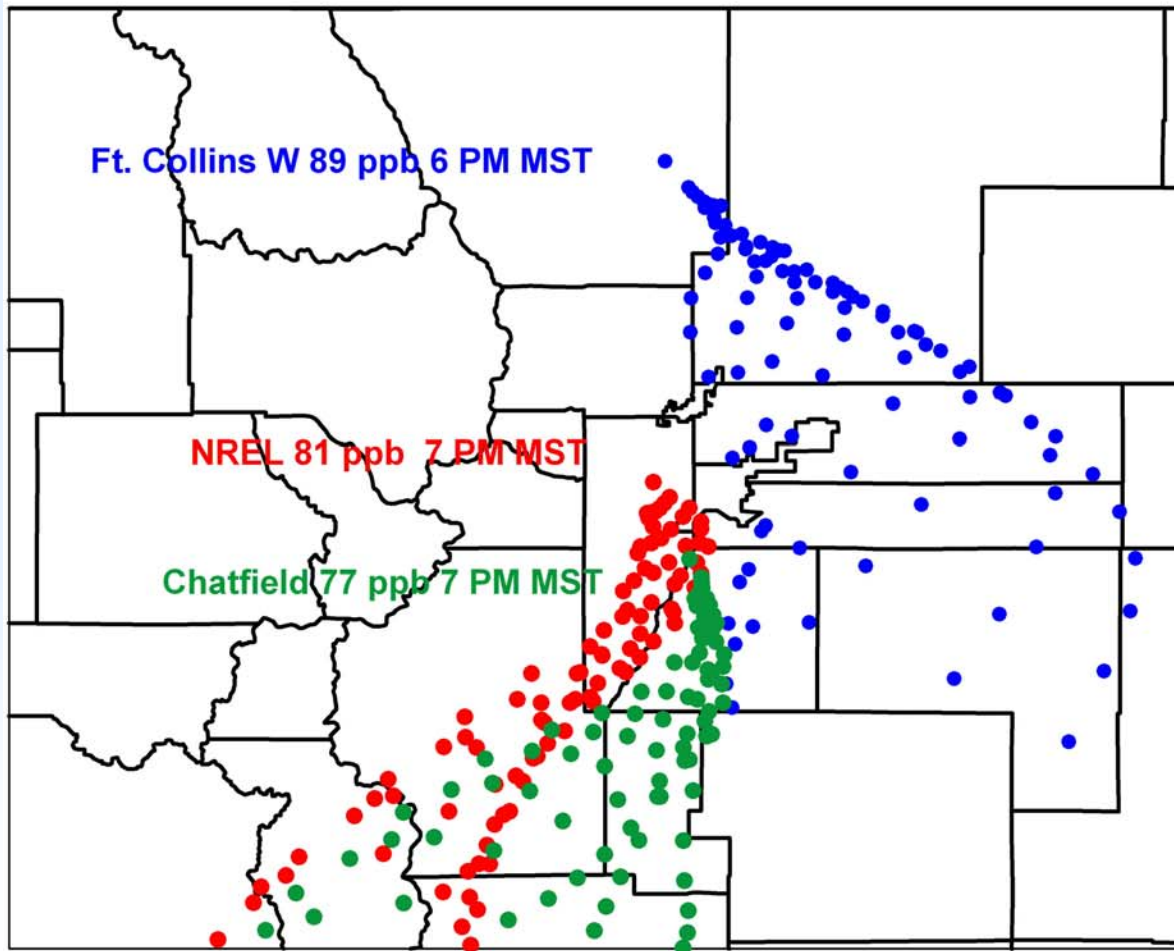 Ft. Collins W 89 ppb 6 PM MST
NREL 81 ppb  7 PM MST
Chatfield 77 ppb 7 PM MST